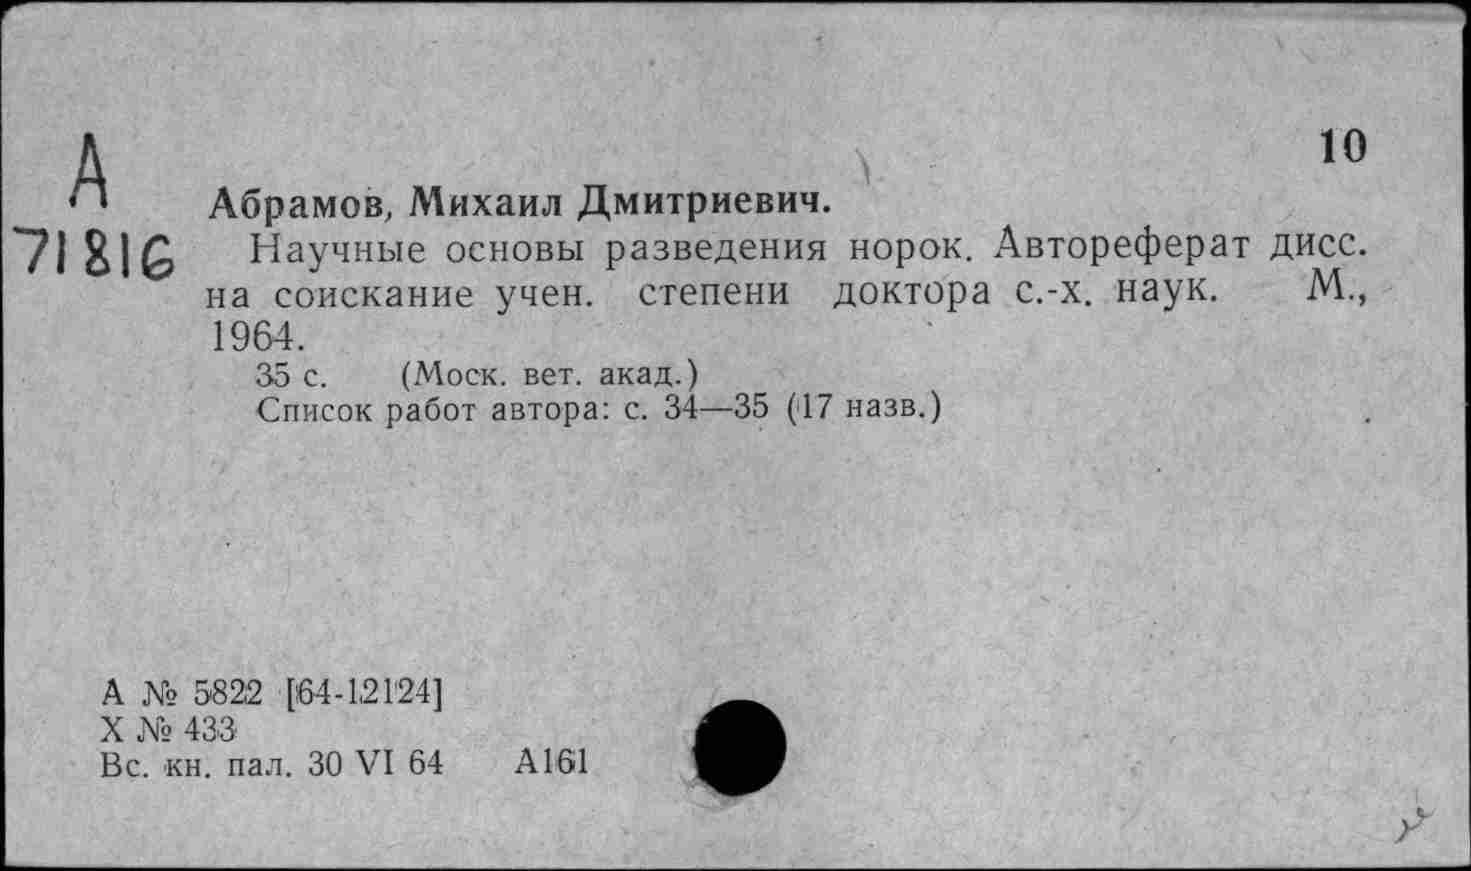 10
А
71816
Абрамов, Михаил Дмитриевич.
Научные основы разведения норок. Автореферат дисс.
на соискание учен. степени доктора с.-х. наук. М.,
1964.
35 с. (Моск. вет. акад.)
Список работ автора: с. 34—35 (17 назв.)
А № 5822 [64-12124]
Х № 433
Вс. кн. пал. 30 VI 64 А161